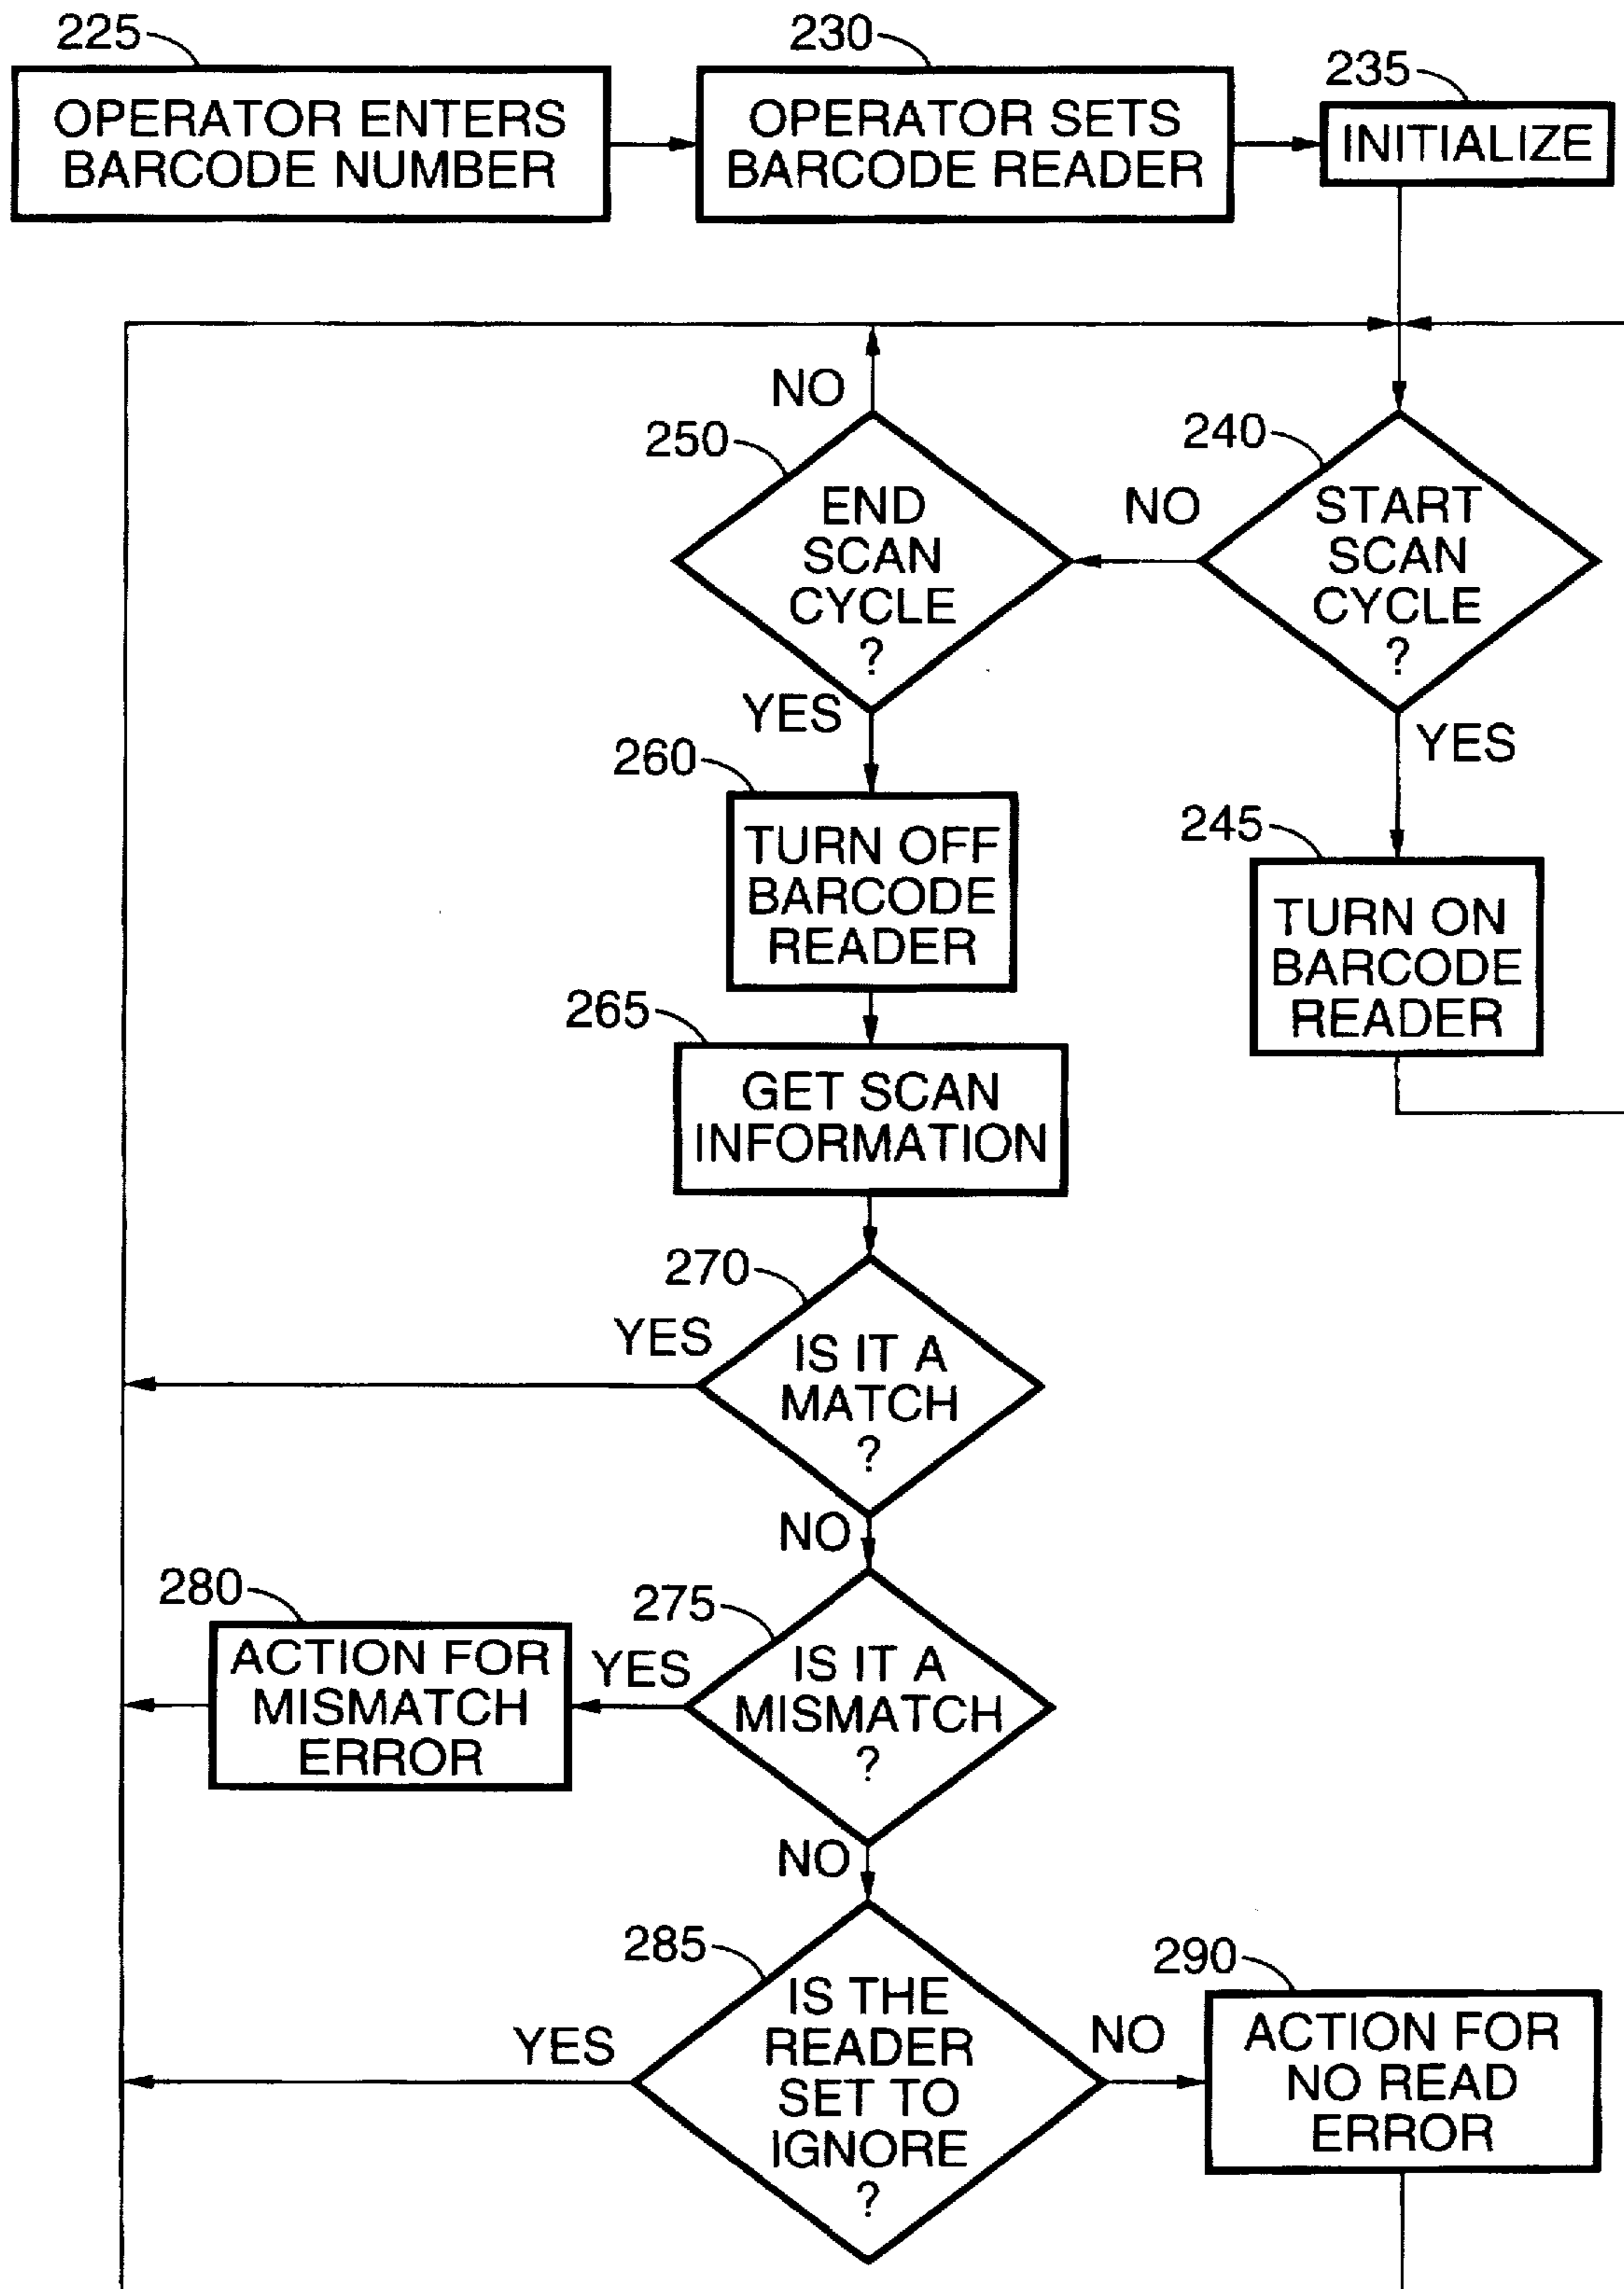 225
OPERATOR ENTERS
BARCODE NUMBER
230
OPERATOR SETS
BARCODE READER
235
INITIALIZE
NO
250
END
SCAN
CYCLE
?
NO
240
START
SCAN
CYCLE
?
YES
YES
260
TURN OFF
BARCODE
READER
245
TURN ON
BARCODE
READER
265
GET SCAN
INFORMATION
270
YES
IS IT A
MATCH
?
NO
280
ACTION FOR
MISMATCH
ERROR
YES
275
IS IT A
MISMATCH
?
NO
285
YES
IS THE
READER
SET TO
IGNORE
?
NO
290
ACTION FOR
NO READ
ERROR